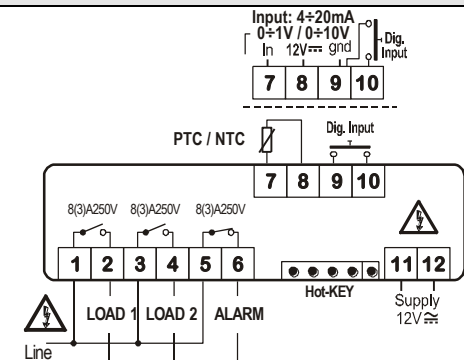 Input: 4÷20mA
0÷1V / 0÷10V
In 12V⎓ gnd
Dig.
Input
7 8 9 10
PTC / NTC
Dig. Input
7 8 9 10
8(3)A250V 8(3)A250V 8(3)A250V
1 2 3 4 5 6
11 12
Hot-KEY
LOAD 1 LOAD 2 ALARM
Supply
12V≂
Line